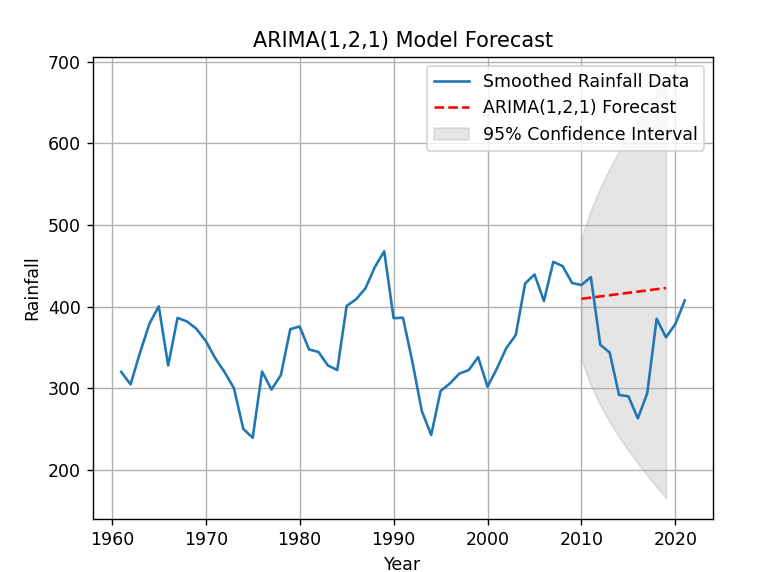 ARIMA(1,2,1) Model Forecast
700
600
500
400
300
200
Rainfall
Smoothed Rainfall Data
ARIMA(1,2,1) Forecast
95% Confidence Interval
1960 1970 1980 1990 2000 2010 2020
Year